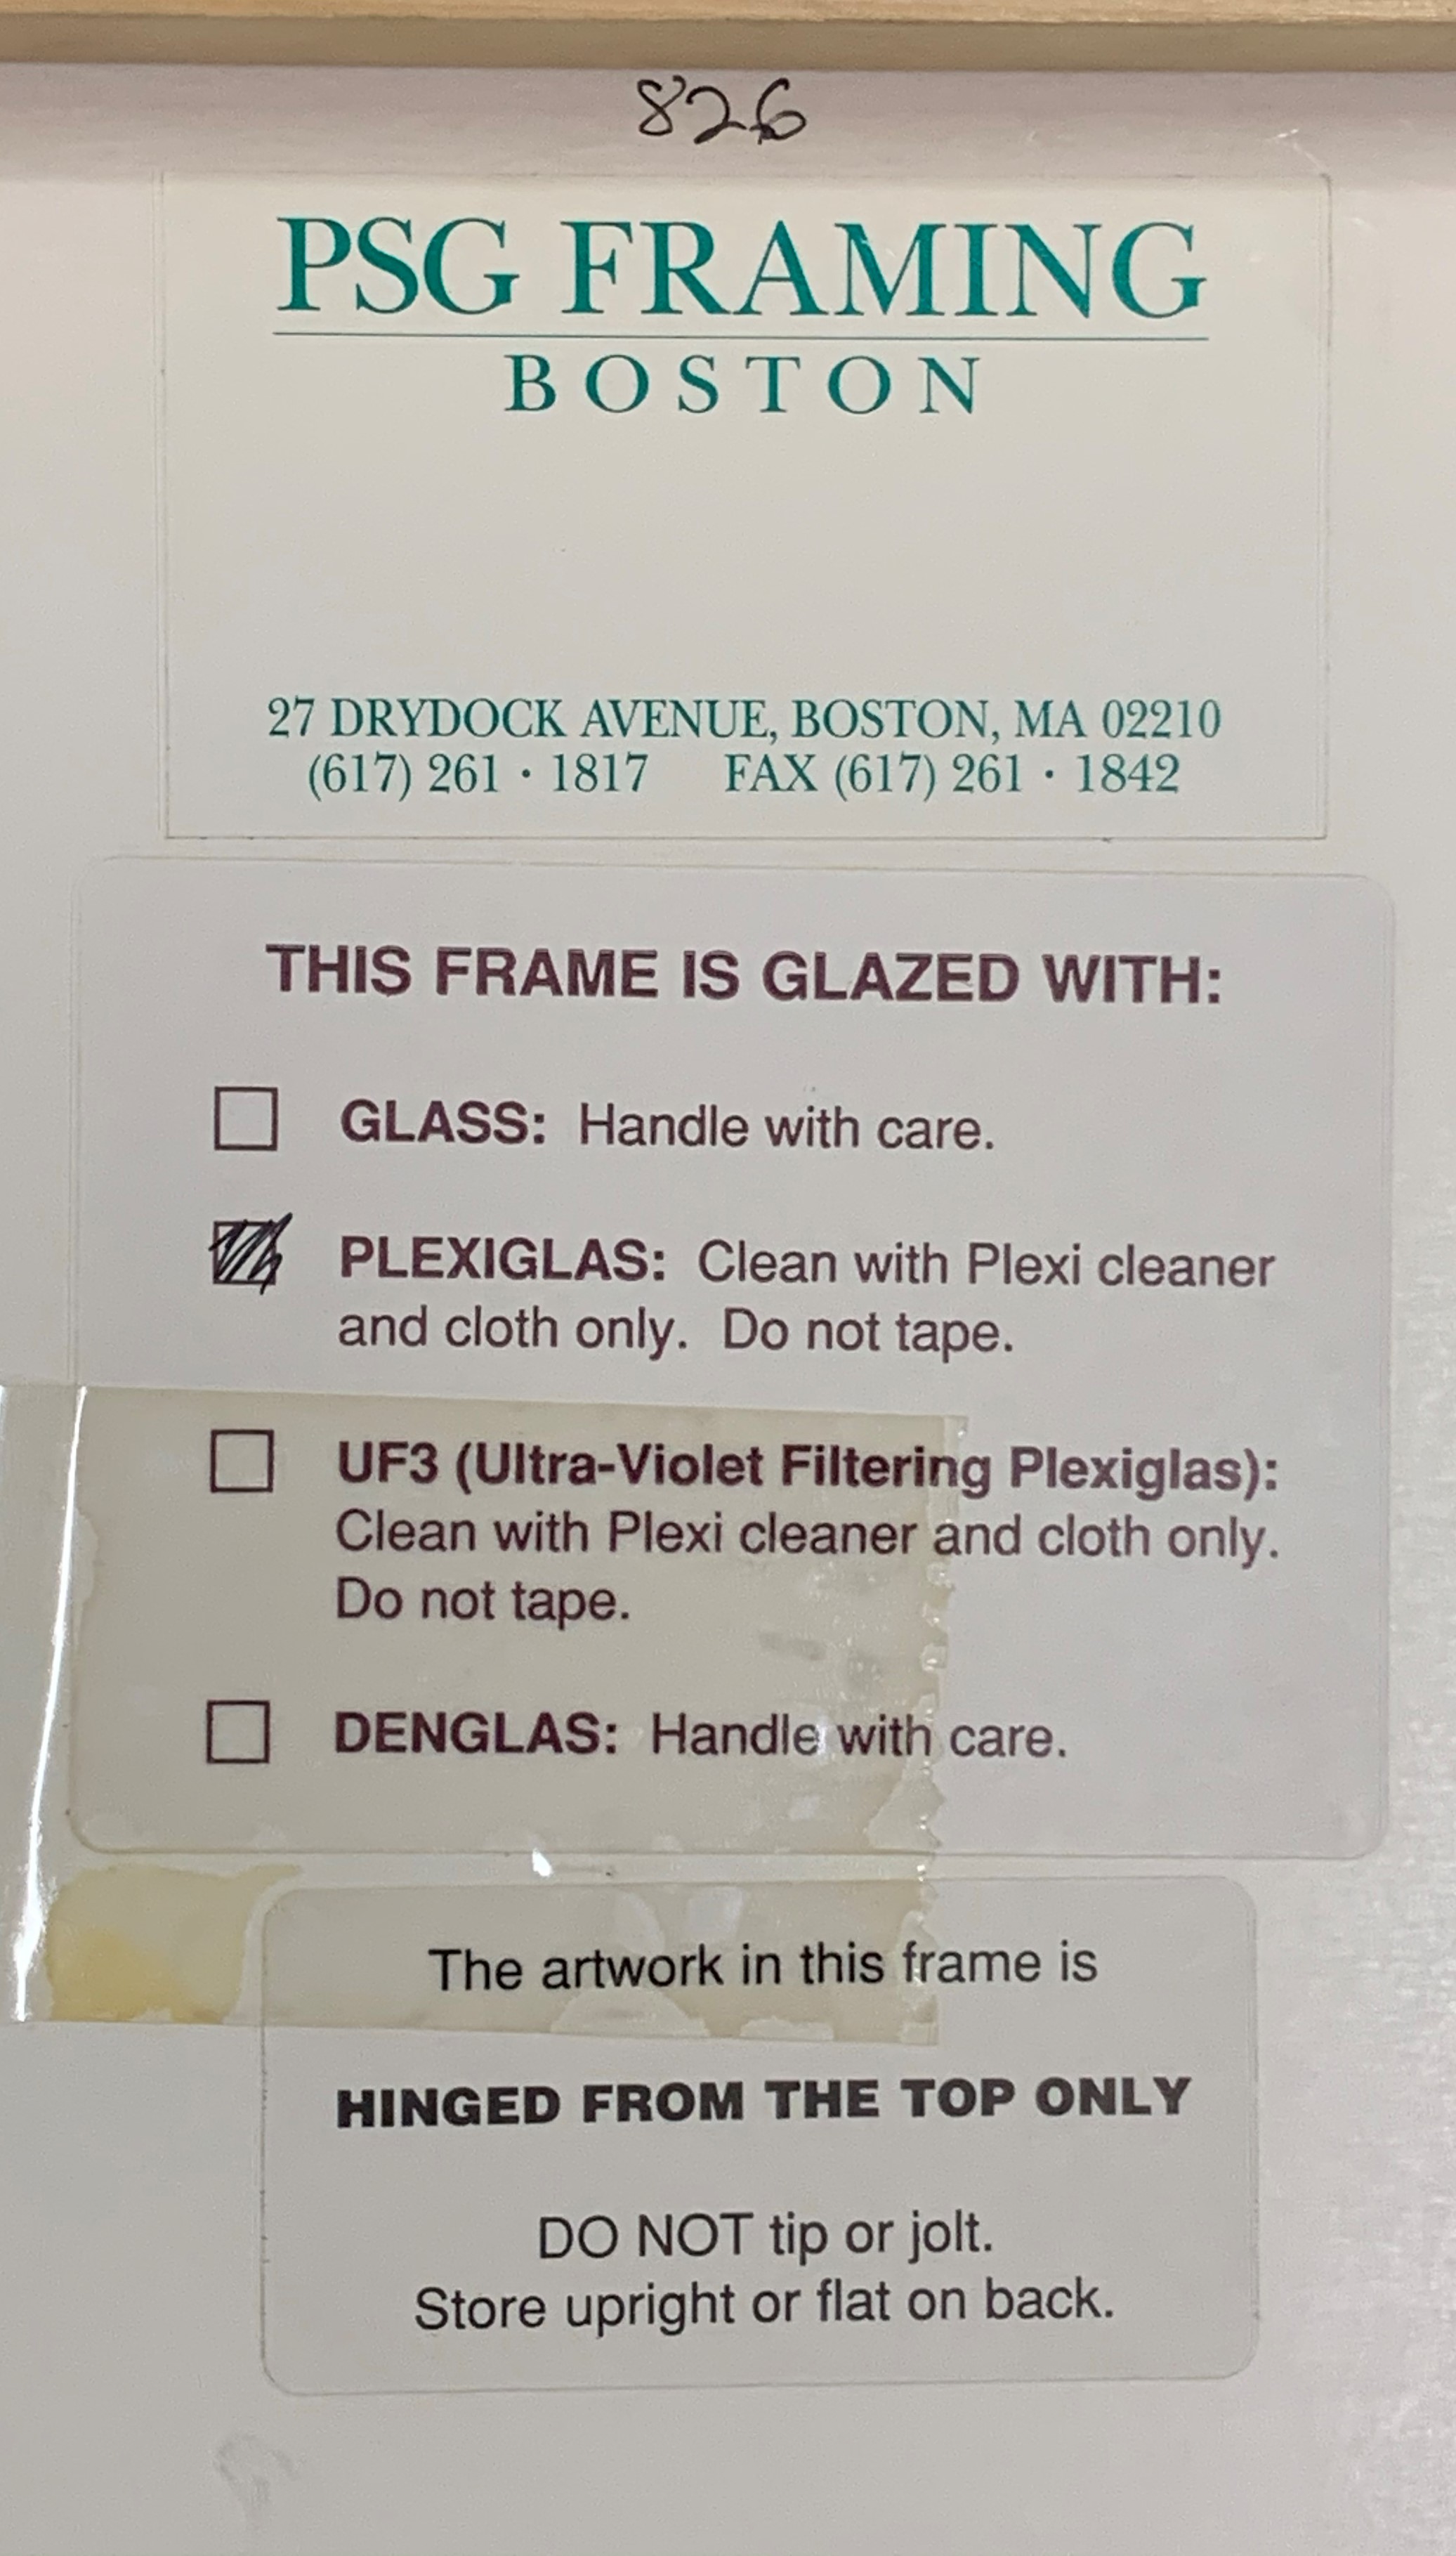 826
PSG FRAMING
BOSTON
27 DRYDOCK AVENUE, BOSTON, MA 02210
(617) 261 · 1817 FAX (617) 261 · 1842
THIS FRAME IS GLAZED WITH:
GLASS: Handle with care.
PLEXIGLAS: Clean with Plexi cleaner
and cloth only. Do not tape.
UF3 (Ultra-Violet Filtering Plexiglas):
Clean with Plexi cleaner and cloth only.
Do not tape.
DENGLAS: Handle with care.
The artwork in this frame is
HINGED FROM THE TOP ONLY
DO NOT tip or jolt.
Store upright or flat on back.